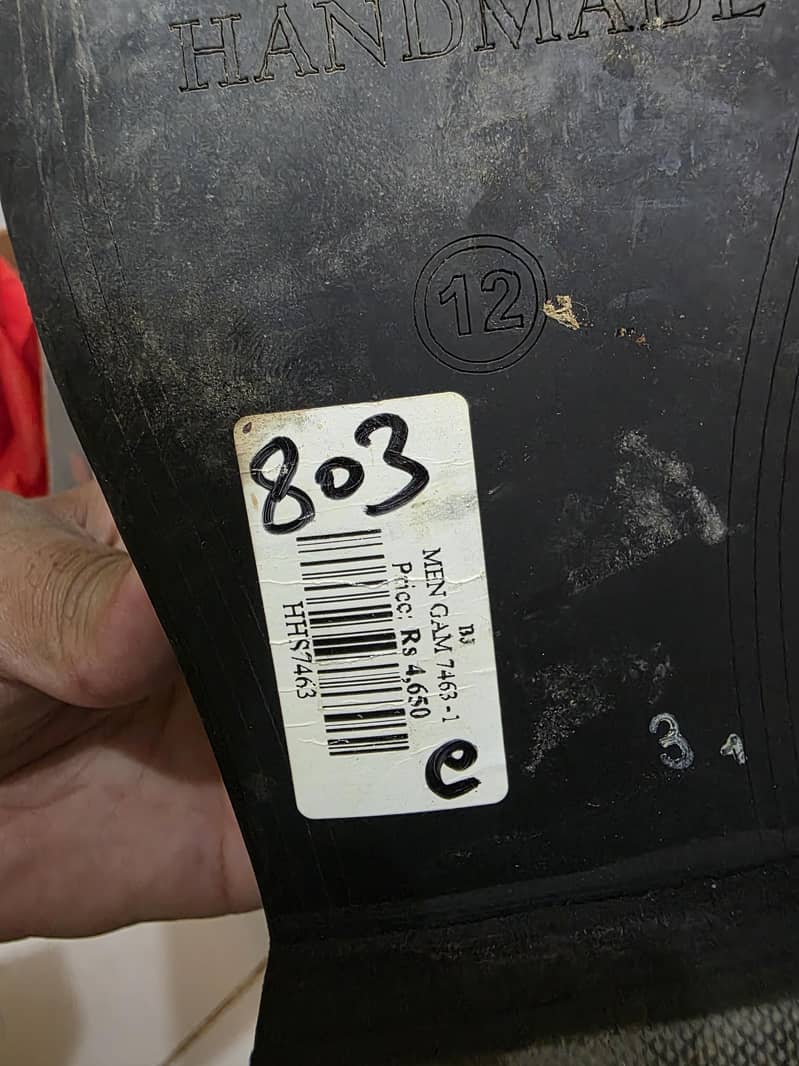 HANDMADE
12
803
BJ
MEN GAM 7463-1
Price: Rs 4,650
HHS7463
e
3